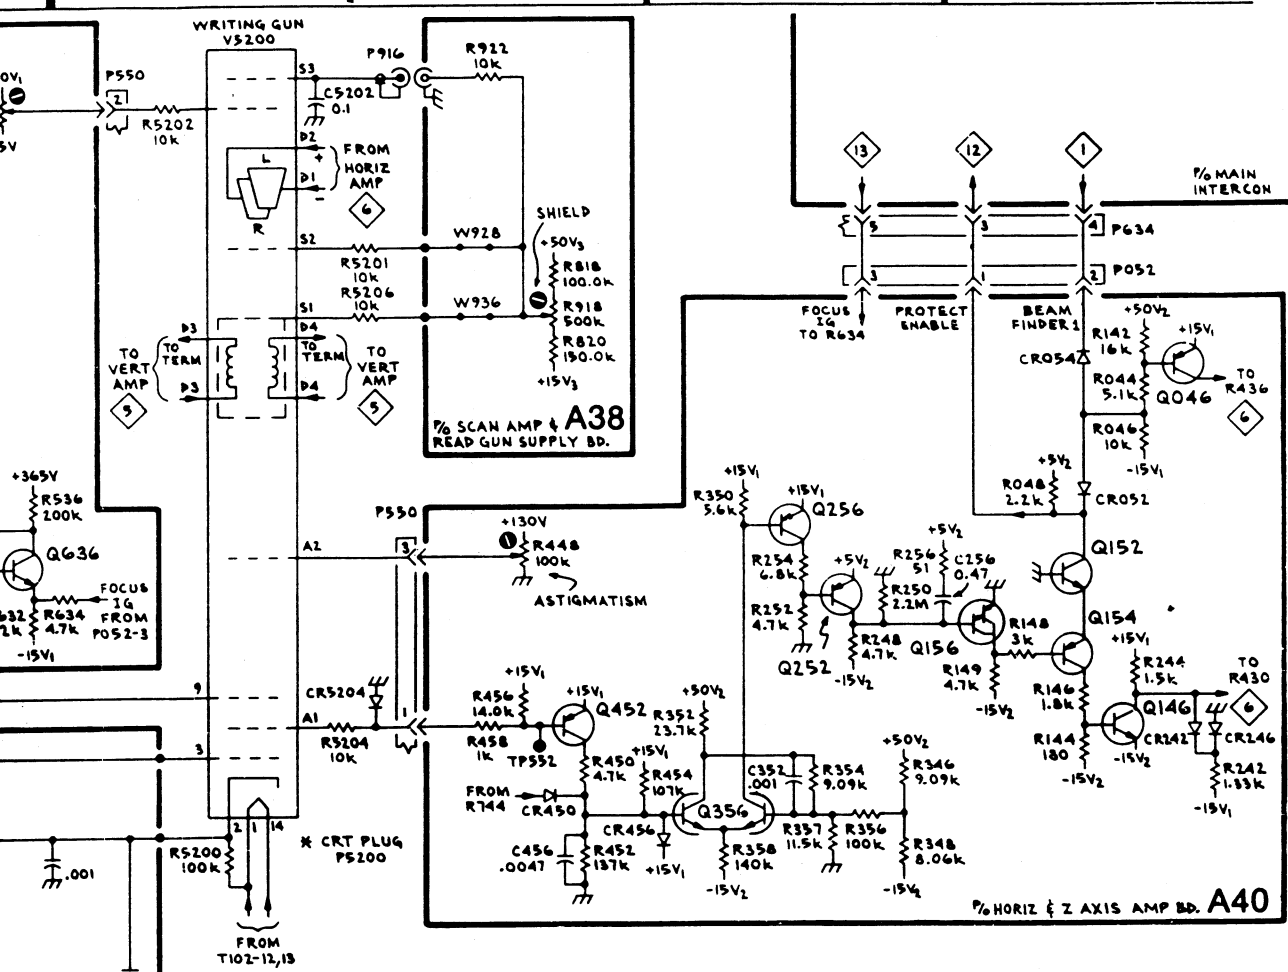 WRITING GUN
V5200
P550
2
R5202
10K
S3
C5202
0.1
P916
R922
10K
D2
+
D1
−
L
R
FROM
HORIZ
AMP
6
S2
R5201
10K
W928
S1
R5206
10K
W936
SHIELD
+50V3
R818
100.0K
R918
500K
R820
150.0K
+15V3
P/O SCAN AMP & A38
READ GUN SUPPLY BD.
TO
VERT
AMP
5
D3
TO
TERM
D3
D4
TO
TERM
D4
TO
VERT
AMP
5
13
12
1
P/O MAIN
INTERCON
5
3
4
P634
3
1
2
P052
FOCUS
IG
TO R634
PROTECT
ENABLE
BEAM
FINDER1
+50V2
R142
16K
+15V1
CR054
R044
5.1K
Q046
TO
R436
6
R046
10K
-15V1
+5V2
R048
2.2K
CR052
+365V
R536
200K
Q636
FOCUS
IG
FROM
P052-3
R634
4.7K
-15V1
A2
P550
3
+130V
R448
100K
ASTIGMATISM
+15V1
R350
5.6K
+15V1
Q256
R254
6.8K
R252
4.7K
Q252
+5V2
R248
4.7K
-15V2
R250
2.2M
+5V2
R256
51
C256
0.47
Q156
R148
3K
R149
4.7K
-15V2
Q152
Q154
R146
1.8K
R144
180
-15V2
+15V1
R244
1.5K
Q146
-15V2
TO
R430
6
CR242
CR246
R242
1.33K
-15V1
9
3
A1
CR5204
R5204
10K
1
+15V1
R456
14.0K
R458
1K
TP552
+15V1
Q452
R450
4.7K
FROM
R744
CR450
+15V1
R454
107K
CR456
+15V1
C456
.0047
R452
137K
+50V2
R352
23.7K
Q356
R358
140K
-15V2
C352
.001
R354
9.09K
R357
11.5K
R356
100K
+50V2
R346
9.09K
R348
8.06K
-15V2
2
1
14
R5200
100K
* CRT PLUG
P5200
.001
FROM
T102-12,13
P/O HORIZ & Z AXIS AMP BD. A40